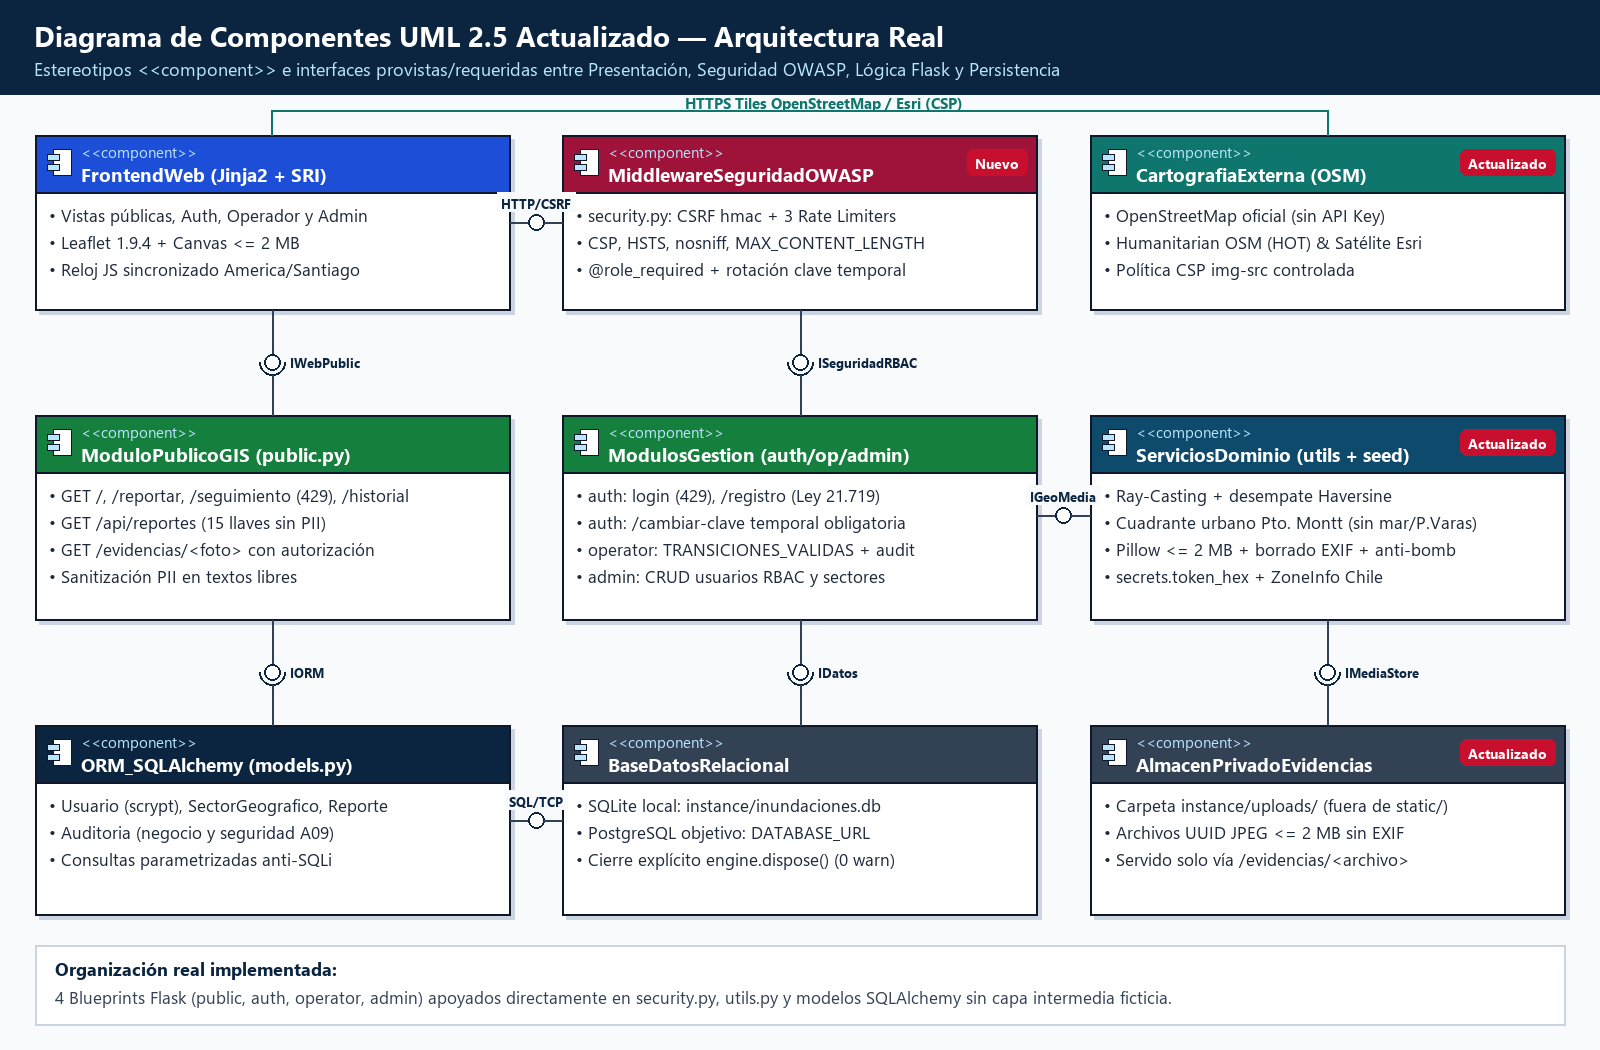 Diagrama de Componentes UML 2.5 Actualizado — Arquitectura Real
Estereotipos <<component>> e interfaces provistas/requeridas entre Presentación, Seguridad OWASP, Lógica Flask y Persistencia
HTTPS Tiles OpenStreetMap / Esri (CSP)
<<component>>
FrontendWeb (Jinja2 + SRI)
• Vistas públicas, Auth, Operador y Admin
• Leaflet 1.9.4 + Canvas <= 2 MB
• Reloj JS sincronizado America/Santiago
HTTP/CSRF
<<component>>
MiddlewareSeguridadOWASP
Nuevo
• security.py: CSRF hmac + 3 Rate Limiters
• CSP, HSTS, nosniff, MAX_CONTENT_LENGTH
• @role_required + rotación clave temporal
<<component>>
CartografiaExterna (OSM)
Actualizado
• OpenStreetMap oficial (sin API Key)
• Humanitarian OSM (HOT) & Satélite Esri
• Política CSP img-src controlada
IWebPublic
ISeguridadRBAC
<<component>>
ModuloPublicoGIS (public.py)
• GET /, /reportar, /seguimiento (429), /historial
• GET /api/reportes (15 llaves sin PII)
• GET /evidencias/<foto> con autorización
• Sanitización PII en textos libres
<<component>>
ModulosGestion (auth/op/admin)
• auth: login (429), /registro (Ley 21.719)
• auth: /cambiar-clave temporal obligatoria
• operator: TRANSICIONES_VALIDAS + audit
• admin: CRUD usuarios RBAC y sectores
IGeoMedia
<<component>>
ServiciosDominio (utils + seed)
Actualizado
• Ray-Casting + desempate Haversine
• Cuadrante urbano Pto. Montt (sin mar/P.Varas)
• Pillow <= 2 MB + borrado EXIF + anti-bomb
• secrets.token_hex + ZoneInfo Chile
IORM
IDatos
IMediaStore
<<component>>
ORM_SQLAlchemy (models.py)
• Usuario (scrypt), SectorGeografico, Reporte
• Auditoria (negocio y seguridad A09)
• Consultas parametrizadas anti-SQLi
SQL/TCP
<<component>>
BaseDatosRelacional
• SQLite local: instance/inundaciones.db
• PostgreSQL objetivo: DATABASE_URL
• Cierre explícito engine.dispose() (0 warn)
<<component>>
AlmacenPrivadoEvidencias
Actualizado
• Carpeta instance/uploads/ (fuera de static/)
• Archivos UUID JPEG <= 2 MB sin EXIF
• Servido solo vía /evidencias/<archivo>
Organización real implementada:
4 Blueprints Flask (public, auth, operator, admin) apoyados directamente en security.py, utils.py y modelos SQLAlchemy sin capa intermedia ficticia.